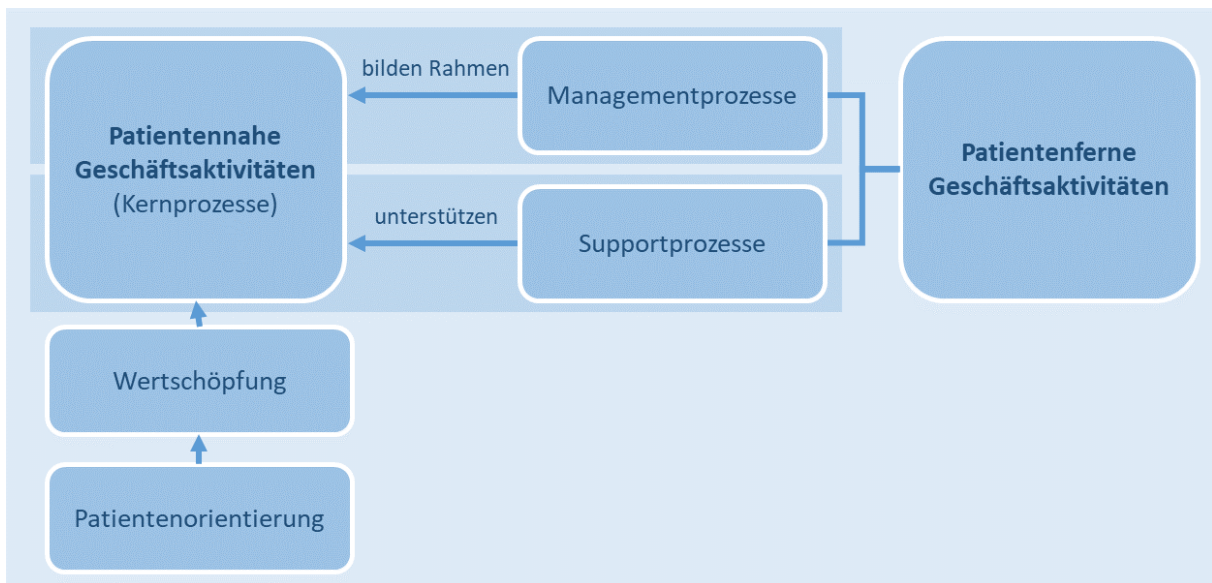 Patientennahe
Geschäftsaktivitäten
(Kernprozesse)
bilden Rahmen
Managementprozesse
unterstützen
Supportprozesse
Patientenferne
Geschäftsaktivitäten
Wertschöpfung
Patientenorientierung